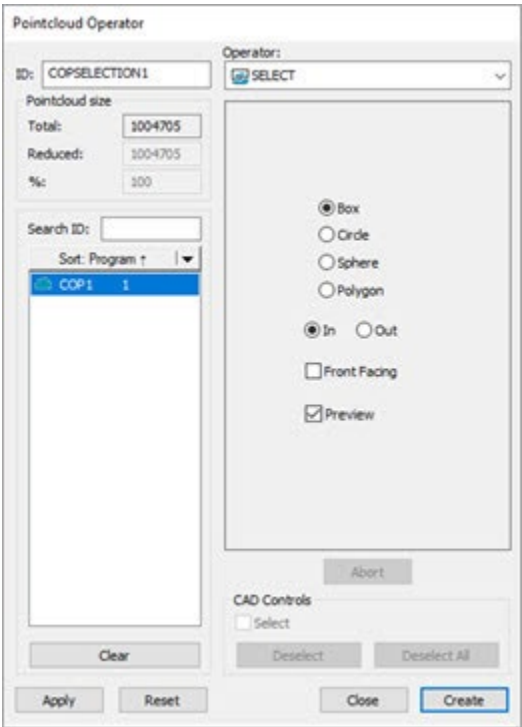 Pointcloud Operator
ID: COPSELECTION1
Operator:
SELECT
Pointcloud size
Total: 1004705
Reduced: 1004705
%: 100
Search ID:
Sort: Program ↑
COP1 1
Box
Circle
Sphere
Polygon
In Out
Front Facing
Preview
Abort
CAD Controls
Select
Deselect Deselect All
Clear
Apply Reset Close Create